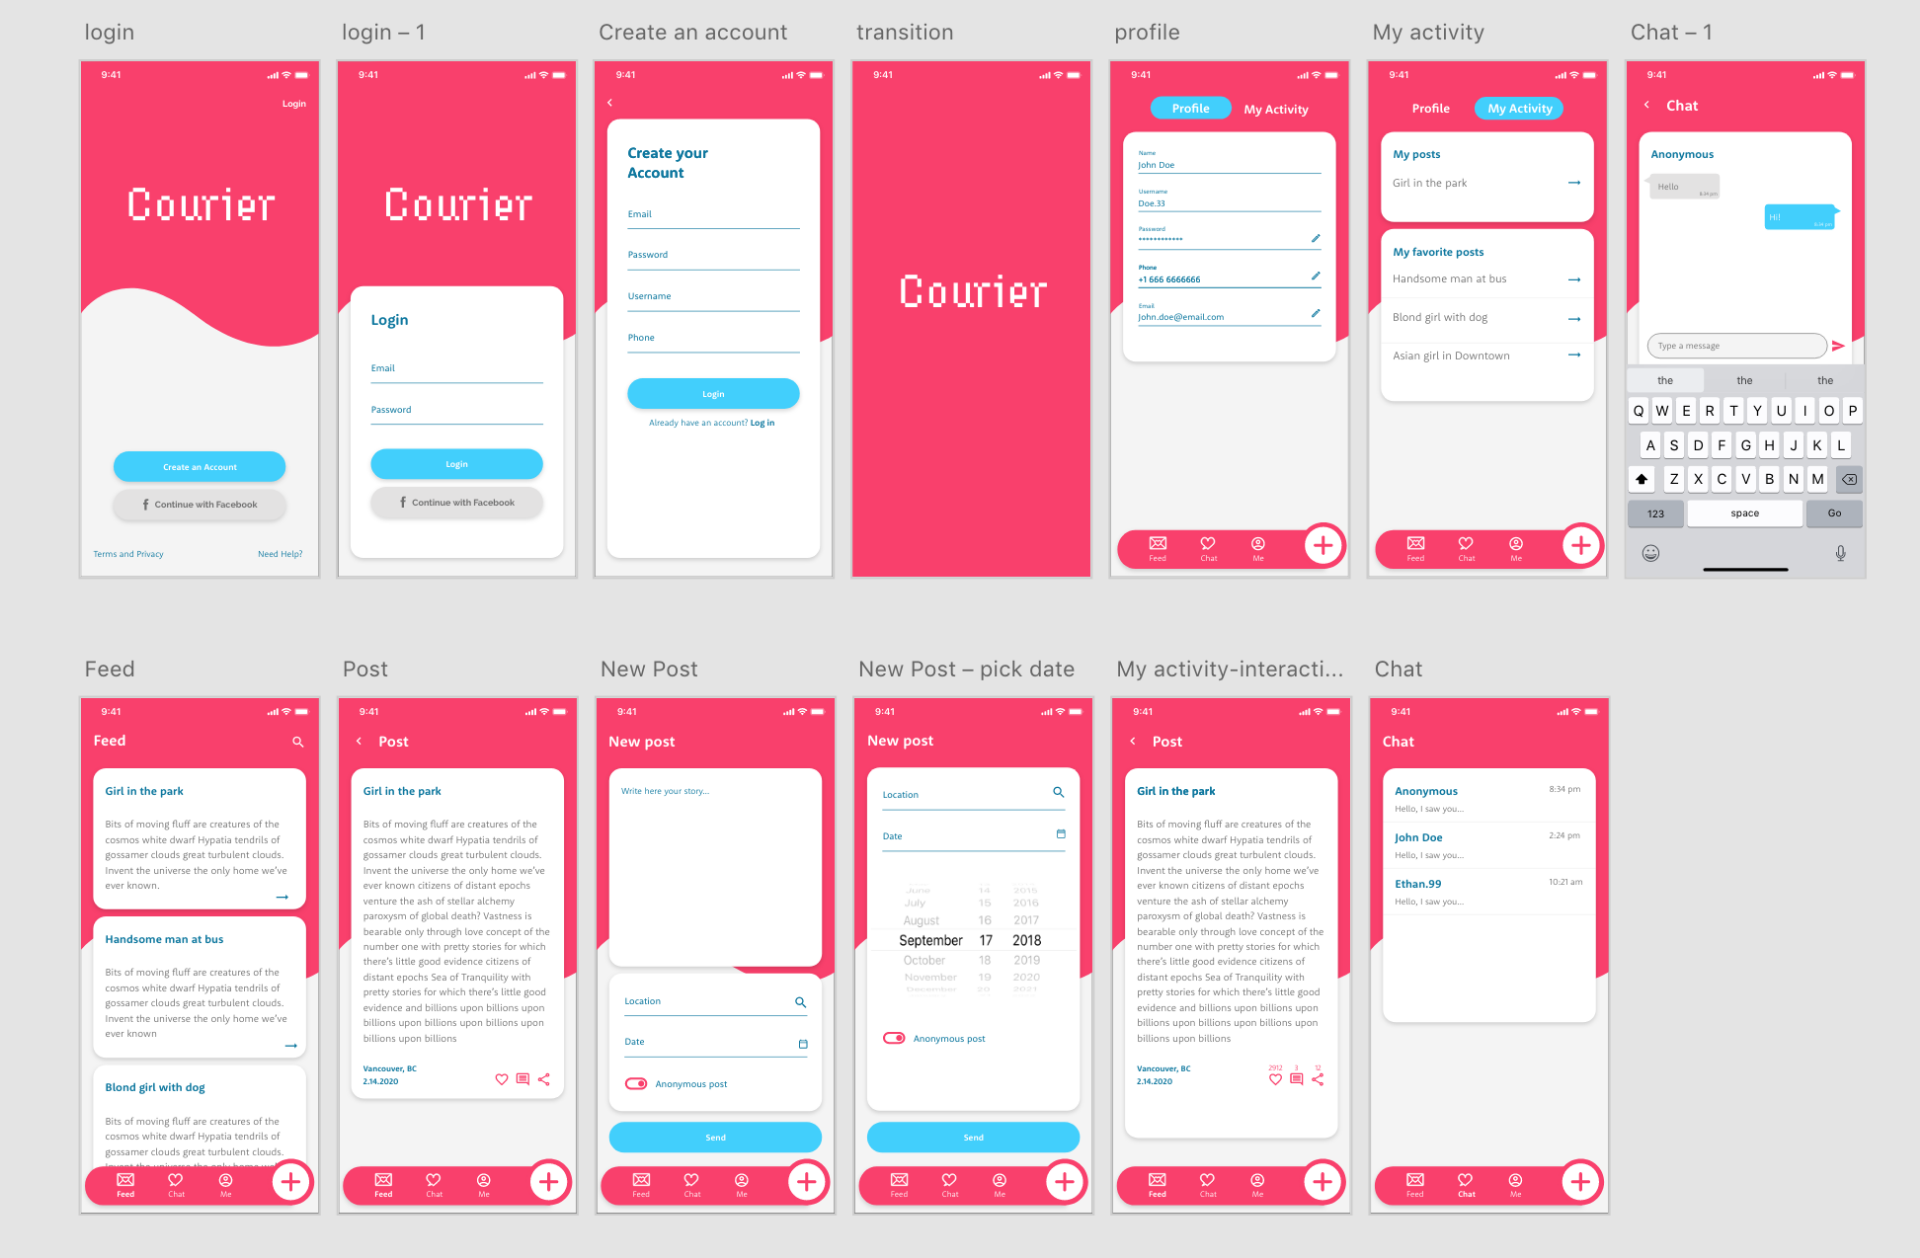 login
9:41
Login
Courier
Create an Account
Continue with Facebook
Terms and Privacy
Need Help?
login – 1
9:41
Courier
Login
Email
Password
Login
Continue with Facebook
Create an account
9:41
Create your
Account
Email
Password
Username
Phone
Login
Already have an account? Log in
transition
9:41
Courier
profile
9:41
Profile
My Activity
Name
John Doe
Username
Doe.33
Password
************
Phone
+1 666 6666666
Email
John.doe@email.com
Feed
Chat
Me
My activity
9:41
Profile
My Activity
My posts
Girl in the park
My favorite posts
Handsome man at bus
Blond girl with dog
Asian girl in Downtown
Feed
Chat
Me
Chat – 1
9:41
Chat
Anonymous
Hello
Hi!
Type a message
the the the
Q W E R T Y U I O P
A S D F G H J K L
Z X C V B N M
123 space Go
Feed
9:41
Feed
Girl in the park
Bits of moving fluff are creatures of the
cosmos white dwarf Hypatia tendrils of
gossamer clouds great turbulent clouds.
Invent the universe the only home we've
ever known.
Handsome man at bus
Bits of moving fluff are creatures of the
cosmos white dwarf Hypatia tendrils of
gossamer clouds great turbulent clouds.
Invent the universe the only home we've
ever known
Blond girl with dog
Bits of moving fluff are creatures of the
cosmos white dwarf Hypatia tendrils of
gossamer clouds great turbulent clouds.
Invent the universe the only home we've
Feed
Chat
Me
Post
9:41
Post
Girl in the park
Bits of moving fluff are creatures of the
cosmos white dwarf Hypatia tendrils of
gossamer clouds great turbulent clouds.
Invent the universe the only home we've
ever known citizens of distant epochs
venture the ash of stellar alchemy
paroxysm of global death? Vastness is
bearable only through love concept of the
number one with pretty stories for which
there's little good evidence citizens of
distant epochs Sea of Tranquility with
pretty stories for which there's little good
evidence and billions upon billions upon
billions upon billions upon billions upon
billions upon billions
Vancouver, BC
2.14.2020
Feed
Chat
Me
New Post
9:41
New post
Write here your story...
Location
Date
Anonymous post
Send
Feed
Chat
Me
New Post – pick date
9:41
New post
Location
Date
June 14 2015
July 15 2016
August 16 2017
September 17 2018
October 18 2019
November 19 2020
December 20 2021
Anonymous post
Send
Feed
Chat
Me
My activity-interacti...
9:41
Post
Girl in the park
Bits of moving fluff are creatures of the
cosmos white dwarf Hypatia tendrils of
gossamer clouds great turbulent clouds.
Invent the universe the only home we've
ever known citizens of distant epochs
venture the ash of stellar alchemy
paroxysm of global death? Vastness is
bearable only through love concept of the
number one with pretty stories for which
there's little good evidence citizens of
distant epochs Sea of Tranquility with
pretty stories for which there's little good
evidence and billions upon billions upon
billions upon billions upon billions upon
billions upon billions
Vancouver, BC
2.14.2020
2912 3 12
Feed
Chat
Me
Chat
9:41
Chat
Anonymous 8:34 pm
Hello, I saw you...
John Doe 2:24 pm
Hello, I saw you...
Ethan.99 10:21 am
Hello, I saw you...
Feed
Chat
Me